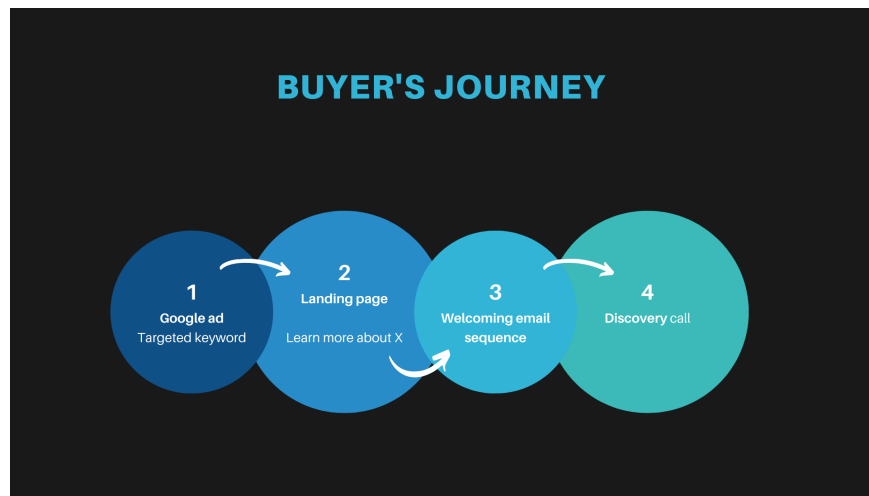 BUYER'S JOURNEY
1
Google ad
Targeted keyword
2
Landing page
Learn more about X
3
Welcoming email
sequence
4
Discovery call